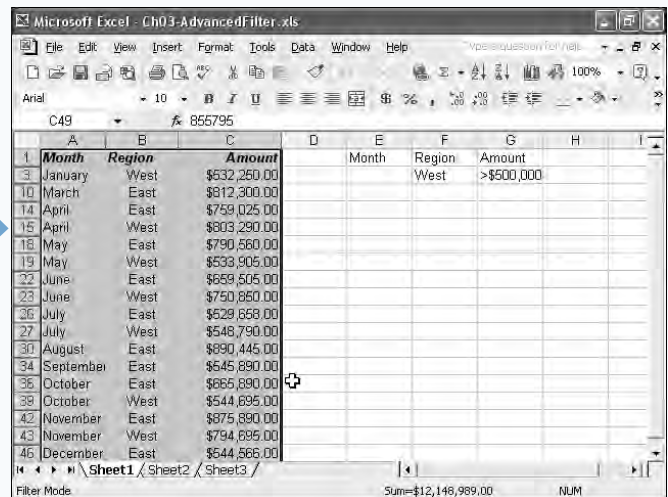 Microsoft Excel - Ch03-AdvancedFilter.xls
File Edit View Insert Format Tools Data Window Help Type a question for help
100%
Arial 10 B I U $ % ,
C49 fx 855795
A B C D E F G H I
1 Month Region Amount Month Region Amount
3 January West $532,250.00 West >$500,000
10 March East $812,300.00
14 April East $759,025.00
15 April West $803,290.00
18 May East $790,560.00
19 May West $533,905.00
22 June East $659,505.00
23 June West $750,850.00
26 July East $529,658.00
27 July West $548,790.00
30 August East $890,445.00
34 September East $545,890.00
36 October East $665,890.00
39 October West $544,695.00
42 November East $875,890.00
43 November West $794,695.00
46 December East $544,565.00
Sheet1 / Sheet2 / Sheet3 /
Filter Mode Sum=$12,148,989.00 NUM